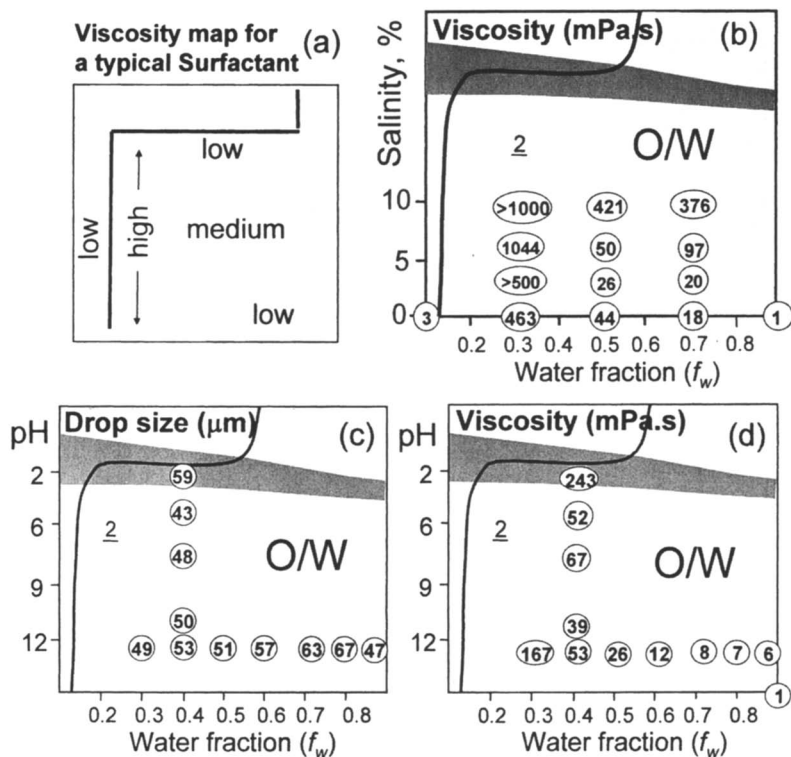 Viscosity map for
a typical Surfactant
(a)
low
low
high
medium
low
Viscosity (mPa.s)
(b)
Salinity, %
2
O/W
10
>1000 421 376
1044 50 97
5
>500 26 20
0
3 463 44 18 1
0.2 0.3 0.4 0.5 0.6 0.7 0.8
Water fraction (fw)
Drop size (μm)
(c)
pH
2
59
43
6
2
48
O/W
9
50
12
49 53 51 57 63 67 47
0.2 0.3 0.4 0.5 0.6 0.7 0.8
Water fraction (fw)
Viscosity (mPa.s)
(d)
pH
2
243
52
6
2
67
O/W
9
39
12
167 53 26 12 8 7 6
1
0.2 0.3 0.4 0.5 0.6 0.7 0.8
Water fraction (fw)